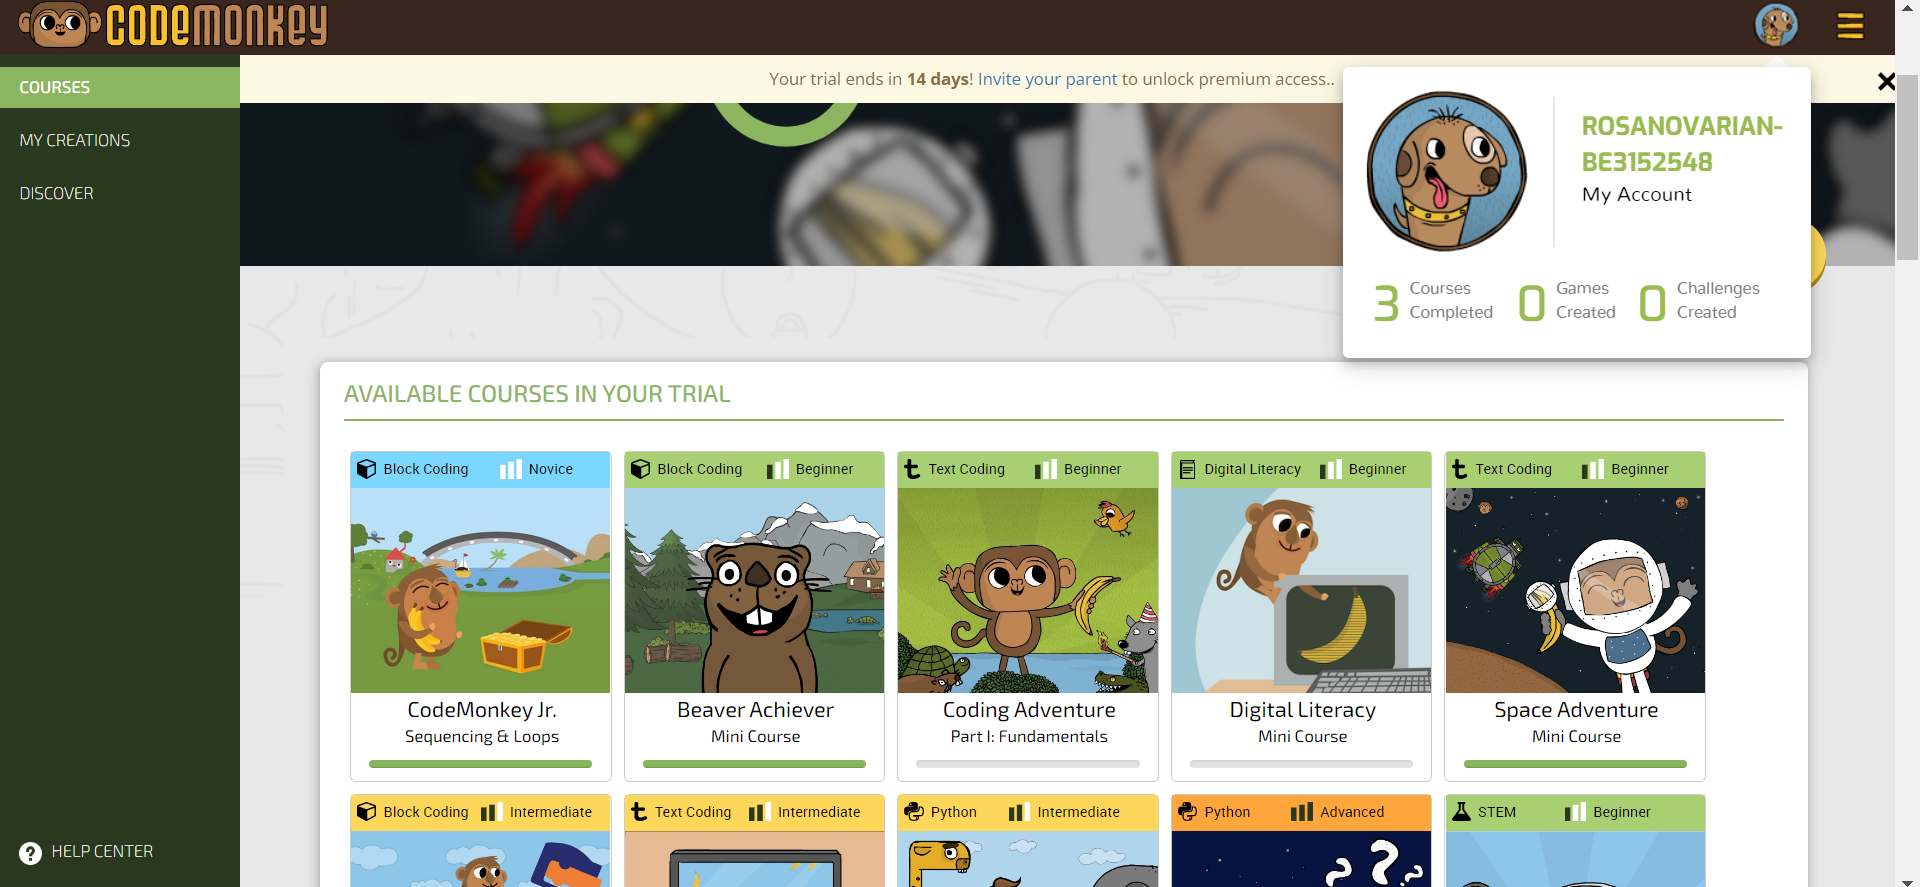 CODEMONKEY
COURSES
MY CREATIONS
DISCOVER
HELP CENTER
Your trial ends in 14 days! Invite your parent to unlock premium access..
ROSANOVARIAN-
BE3152548
My Account
3 Courses Completed
0 Games Created
0 Challenges Created
AVAILABLE COURSES IN YOUR TRIAL
Block Coding Novice
CodeMonkey Jr.
Sequencing & Loops
Block Coding Beginner
Beaver Achiever
Mini Course
Text Coding Beginner
Coding Adventure
Part I: Fundamentals
Digital Literacy Beginner
Digital Literacy
Mini Course
Text Coding Beginner
Space Adventure
Mini Course
Block Coding Intermediate
Text Coding Intermediate
Python Intermediate
Python Advanced
STEM Beginner